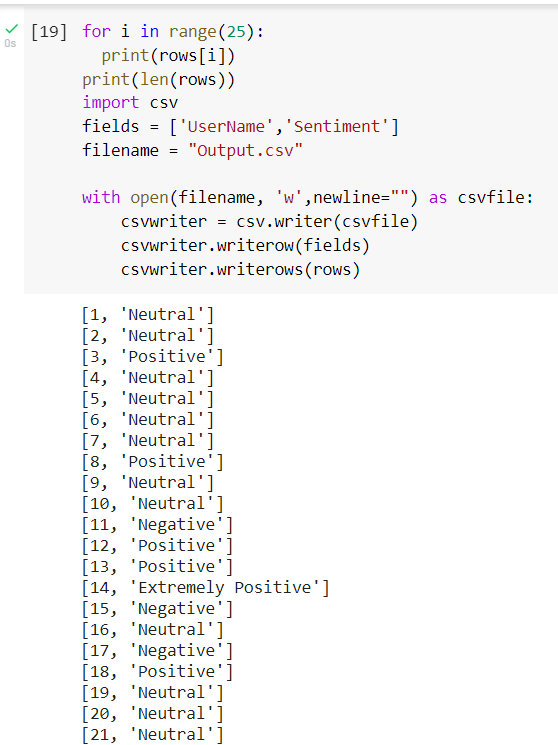 [19] for i in range(25):
print(rows[i])
print(len(rows))
import csv
fields = ['UserName','Sentiment']
filename = "Output.csv"
with open(filename, 'w',newline="") as csvfile:
csvwriter = csv.writer(csvfile)
csvwriter.writerow(fields)
csvwriter.writerows(rows)
0s
[1, 'Neutral']
[2, 'Neutral']
[3, 'Positive']
[4, 'Neutral']
[5, 'Neutral']
[6, 'Neutral']
[7, 'Neutral']
[8, 'Positive']
[9, 'Neutral']
[10, 'Neutral']
[11, 'Negative']
[12, 'Positive']
[13, 'Positive']
[14, 'Extremely Positive']
[15, 'Negative']
[16, 'Neutral']
[17, 'Negative']
[18, 'Positive']
[19, 'Neutral']
[20, 'Neutral']
[21, 'Neutral']